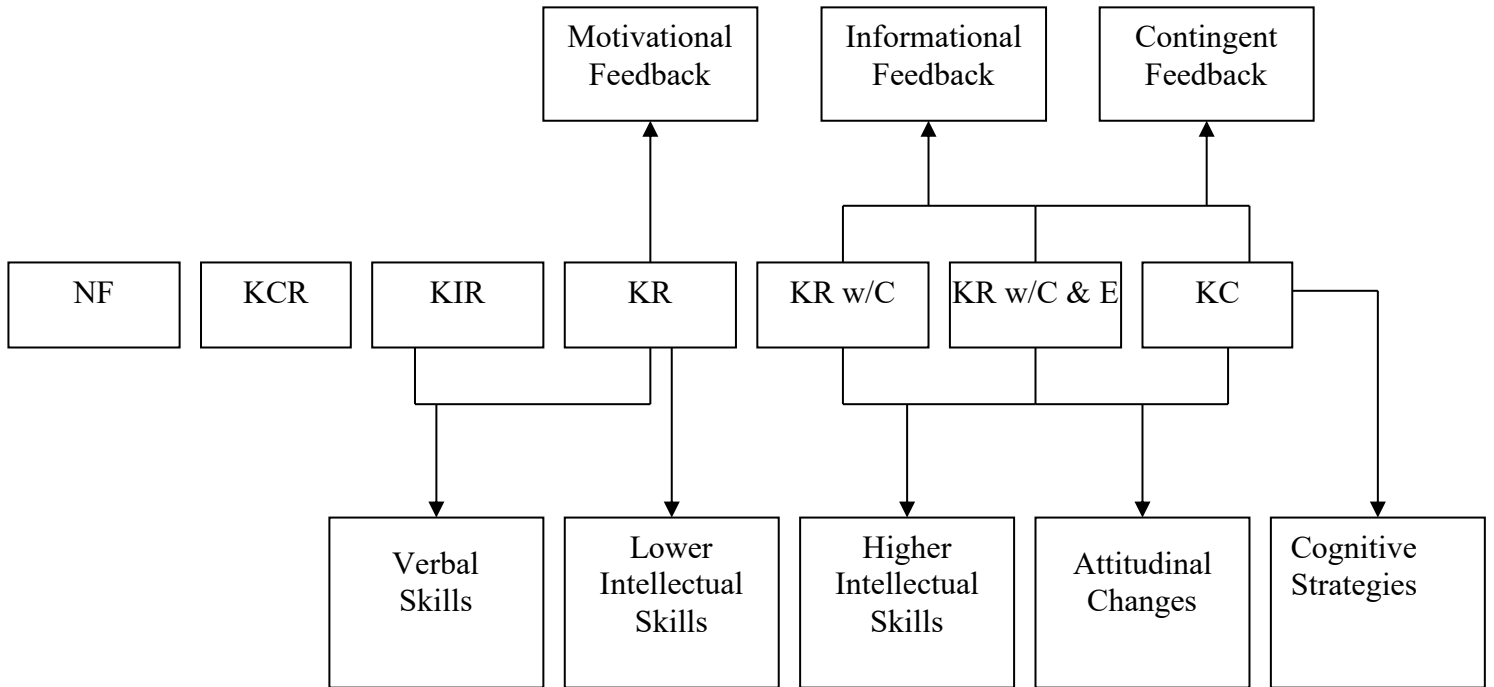 Motivational
Feedback
Informational
Feedback
Contingent
Feedback
NF
KCR
KIR
KR
KR w/C
KR w/C & E
KC
Verbal
Skills
Lower
Intellectual
Skills
Higher
Intellectual
Skills
Attitudinal
Changes
Cognitive
Strategies